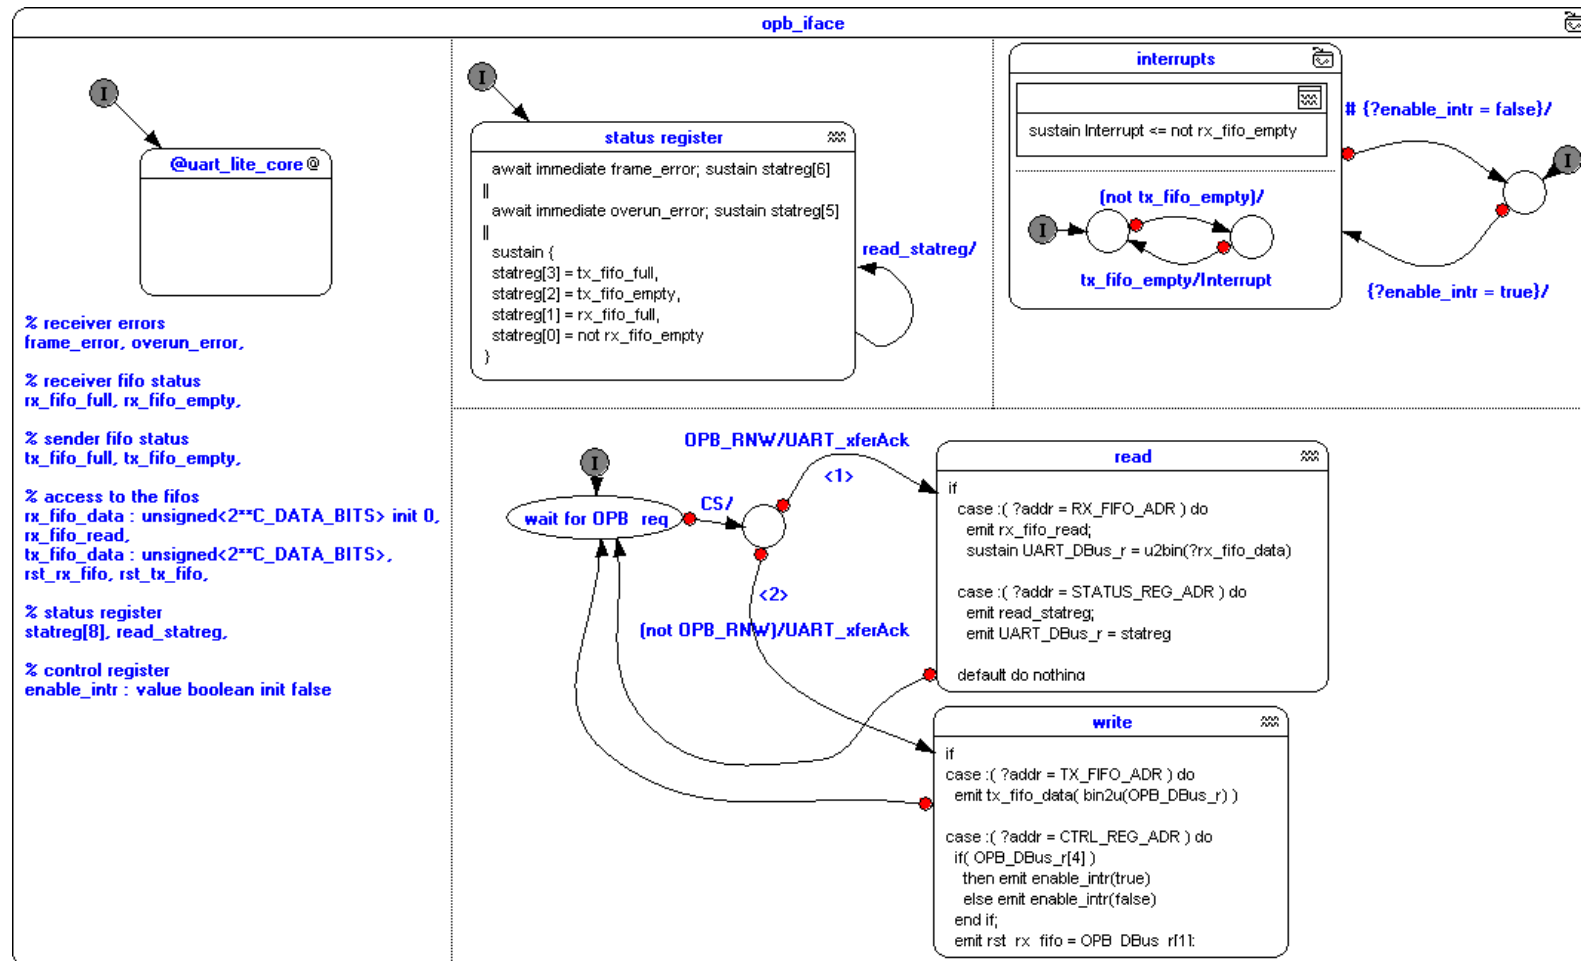 opb_iface
I
@uart_lite_core @
% receiver errors
frame_error, overun_error,
% receiver fifo status
rx_fifo_full, rx_fifo_empty,
% sender fifo status
tx_fifo_full, tx_fifo_empty,
% access to the fifos
rx_fifo_data : unsigned<2**C_DATA_BITS> init 0,
rx_fifo_read,
tx_fifo_data : unsigned<2**C_DATA_BITS>,
rst_rx_fifo, rst_tx_fifo,
% status register
statreg[8], read_statreg,
% control register
enable_intr : value boolean init false
I
status register
await immediate frame_error; sustain statreg[6]
||
await immediate overun_error; sustain statreg[5]
||
sustain {
statreg[3] = tx_fifo_full,
statreg[2] = tx_fifo_empty,
statreg[1] = rx_fifo_full,
statreg[0] = not rx_fifo_empty
}
read_statreg/
interrupts
sustain Interrupt <= not rx_fifo_empty
(not tx_fifo_empty)/
I
tx_fifo_empty/Interrupt
# {?enable_intr = false}/
I
{?enable_intr = true}/
I
wait for OPB_req
CS/
OPB_RNW/UART_xferAck
<1>
<2>
(not OPB_RNW)/UART_xferAck
read
if
case :( ?addr = RX_FIFO_ADR ) do
emit rx_fifo_read;
sustain UART_DBus_r = u2bin(?rx_fifo_data)
case :( ?addr = STATUS_REG_ADR ) do
emit read_statreg;
emit UART_DBus_r = statreg
default do nothing
write
if
case :( ?addr = TX_FIFO_ADR ) do
emit tx_fifo_data( bin2u(OPB_DBus_r) )
case :( ?addr = CTRL_REG_ADR ) do
if( OPB_DBus_r[4] )
then emit enable_intr(true)
else emit enable_intr(false)
end if;
emit rst_rx_fifo = OPB_DBus_r[1];